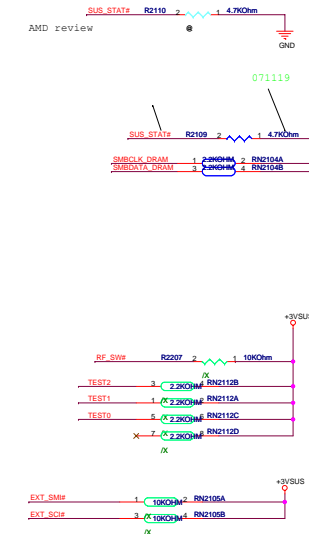 SUS_STAT# R2110 2 1 4.7KOhm
AMD review @
GND
071119
SUS_STAT# R2109 2 1 4.7KOhm
SMBCLK_DRAM 1 2.2KOHM 2 RN2104A
SMBDATA_DRAM 3 2.2KOHM 4 RN2104B
+3VSUS
RF_SW# R2207 2 1 10KOhm
/X
TEST2 3 2.2KOHM 4 RN2112B
TEST1 1 X 2.2KOHM 2 RN2112A
TEST0 5 X 2.2KOHM 6 RN2112C
7 2.2KOHM 8 RN2112D
/X
+3VSUS
EXT_SMI# 1 10KOHM 2 RN2105A
EXT_SCI# 3 X 10KOHM 4 RN2105B
/X